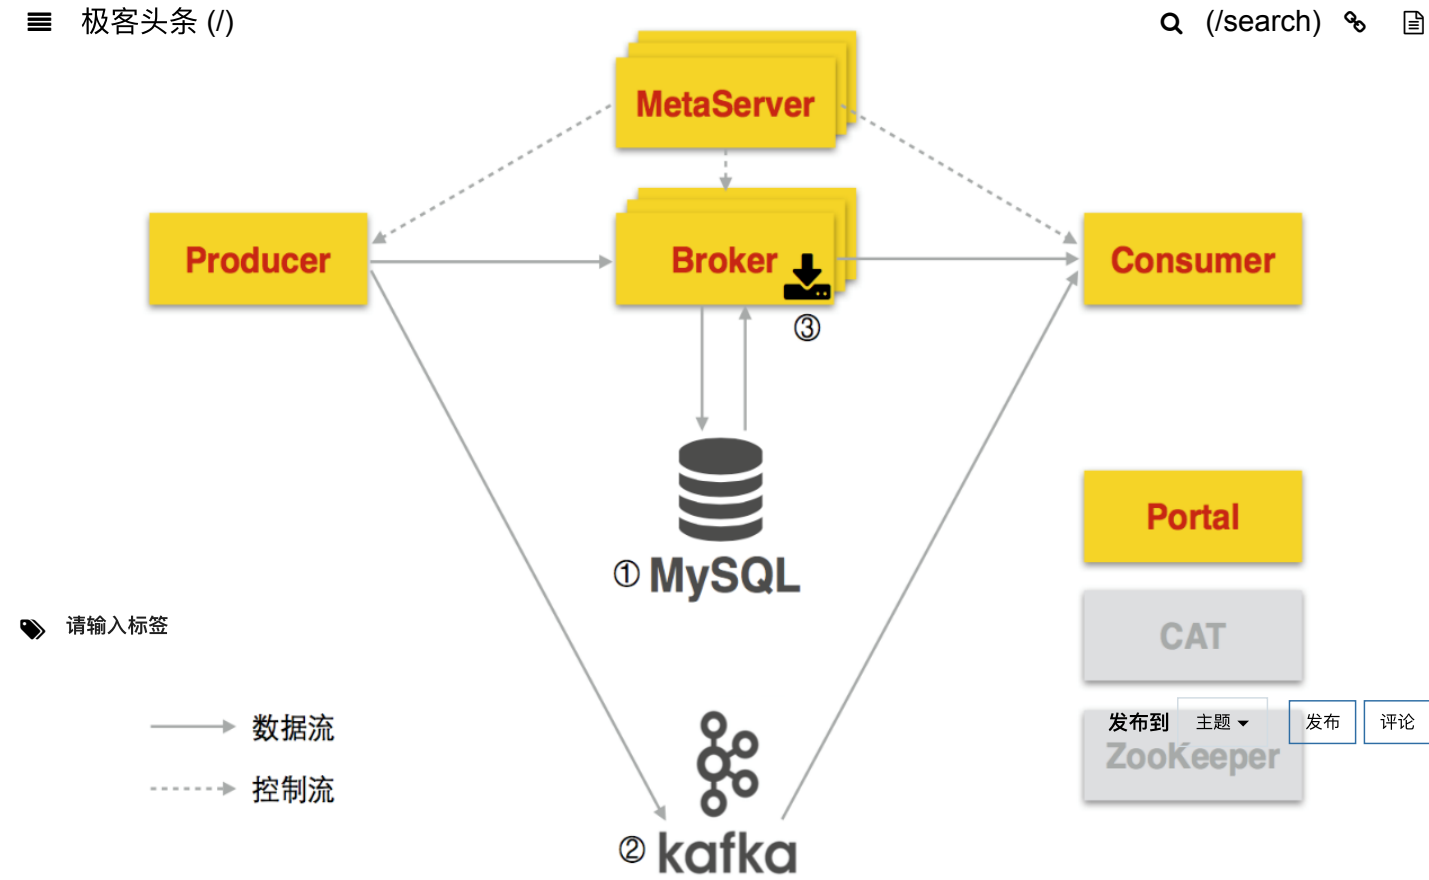 极客头条 (/)
(/search)
MetaServer
Producer
Broker
Consumer
③
Portal
① MySQL
CAT
请输入标签
数据流
发布到 主题 发布 评论
ZooKeeper
控制流
② kafka